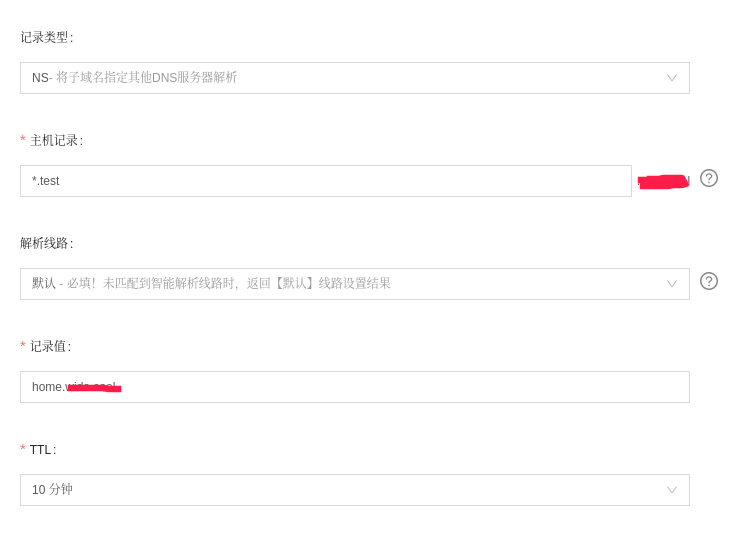 记录类型:
NS- 将子域名指定其他DNS服务器解析
* 主机记录:
*.test
解析线路:
默认 - 必填！未匹配到智能解析线路时，返回【默认】线路设置结果
* 记录值:
home.
* TTL:
10 分钟